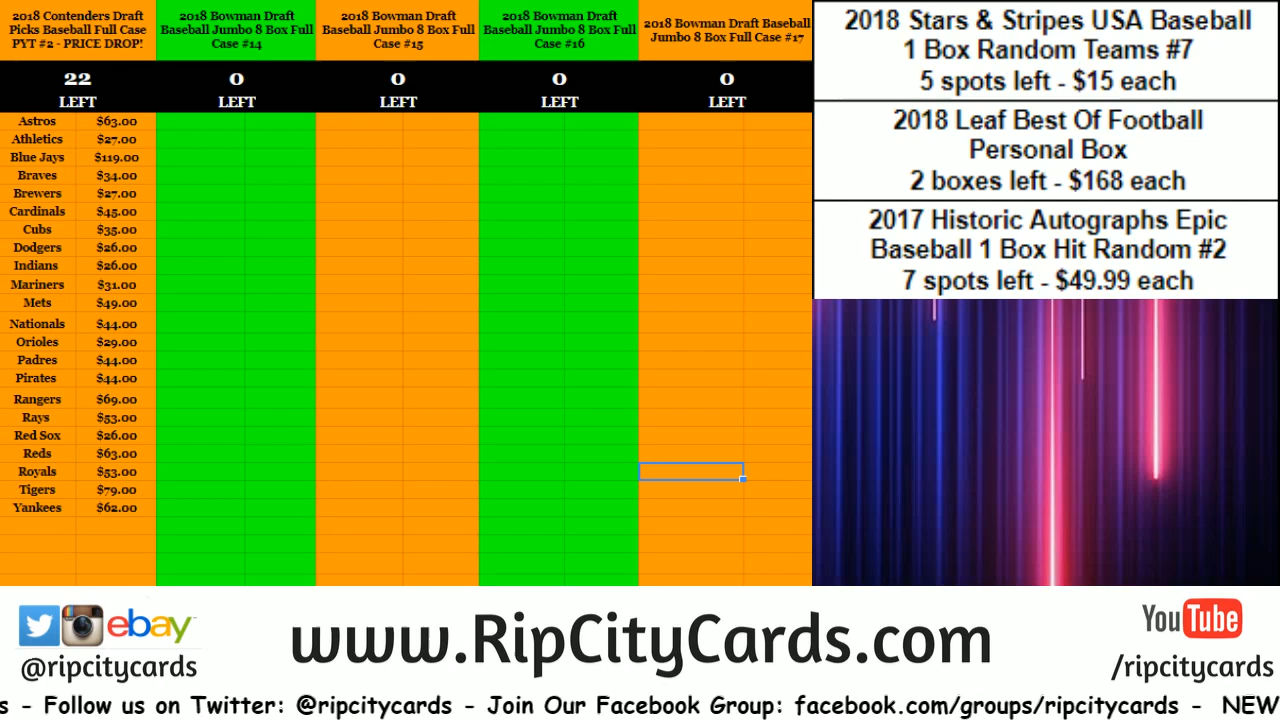 2018 Contenders Draft
Picks Baseball Full Case
PYT #2 - PRICE DROP!
22
LEFT
2018 Bowman Draft
Baseball Jumbo 8 Box Full
Case #14
0
LEFT
2018 Bowman Draft
Baseball Jumbo 8 Box Full
Case #15
0
LEFT
2018 Bowman Draft
Baseball Jumbo 8 Box Full
Case #16
0
LEFT
2018 Bowman Draft Baseball
Jumbo 8 Box Full Case #17
0
LEFT
Astros $63.00
Athletics $27.00
Blue Jays $119.00
Braves $34.00
Brewers $27.00
Cardinals $45.00
Cubs $35.00
Dodgers $26.00
Indians $26.00
Mariners $31.00
Mets $49.00
Nationals $44.00
Orioles $29.00
Padres $44.00
Pirates $44.00
Rangers $69.00
Rays $53.00
Red Sox $26.00
Reds $63.00
Royals $53.00
Tigers $79.00
Yankees $62.00
2018 Stars & Stripes USA Baseball
1 Box Random Teams #7
5 spots left - $15 each
2018 Leaf Best Of Football
Personal Box
2 boxes left - $168 each
2017 Historic Autographs Epic
Baseball 1 Box Hit Random #2
7 spots left - $49.99 each
ebay
@ripcitycards
www.RipCityCards.com
YouTube
/ripcitycards
s - Follow us on Twitter: @ripcitycards - Join Our Facebook Group: facebook.com/groups/ripcitycards - NEW